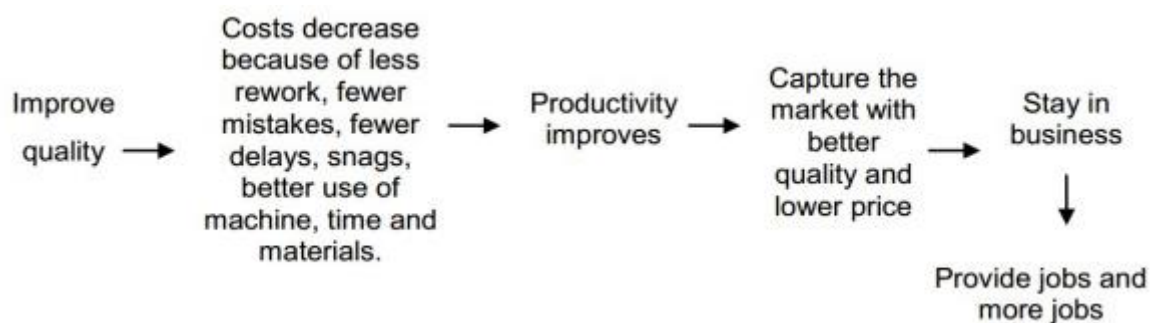 Improve
quality
Costs decrease
because of less
rework, fewer
mistakes, fewer
delays, snags,
better use of
machine, time and
materials.
Productivity
improves
Capture the
market with
better
quality and
lower price
Stay in
business
Provide jobs and
more jobs